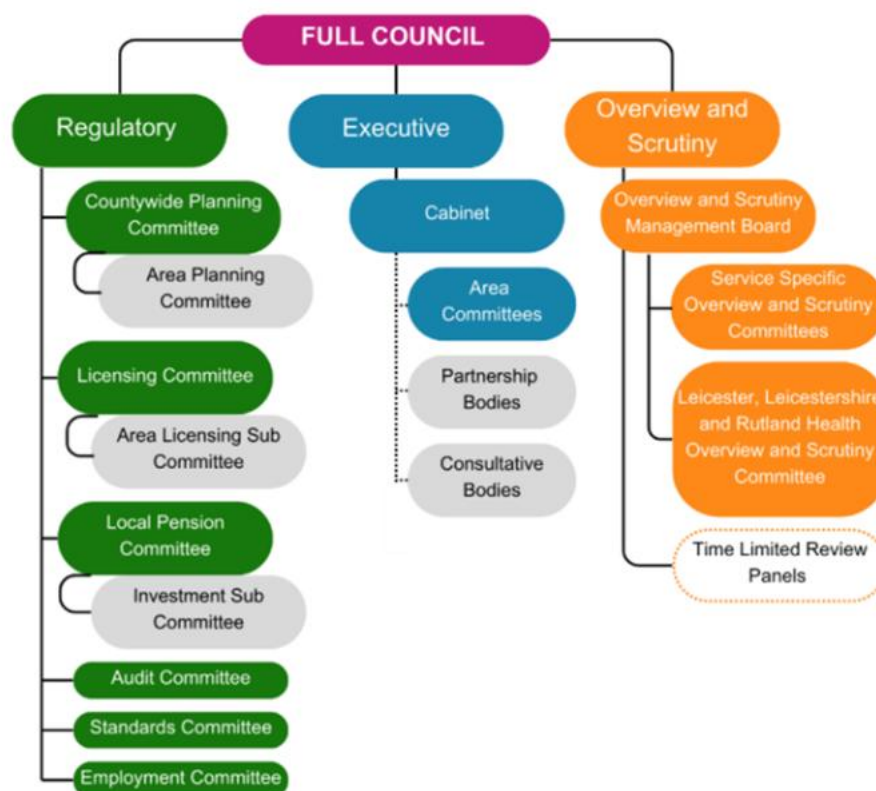 FULL COUNCIL
Regulatory
Countywide Planning
Committee
Area Planning
Committee
Licensing Committee
Area Licensing Sub
Committee
Local Pension
Committee
Investment Sub
Committee
Audit Committee
Standards Committee
Employment Committee
Executive
Cabinet
Area
Committees
Partnership
Bodies
Consultative
Bodies
Overview and
Scrutiny
Overview and Scrutiny
Management Board
Service Specific
Overview and Scrutiny
Committees
Leicester, Leicestershire
and Rutland Health
Overview and Scrutiny
Committee
Time Limited Review
Panels